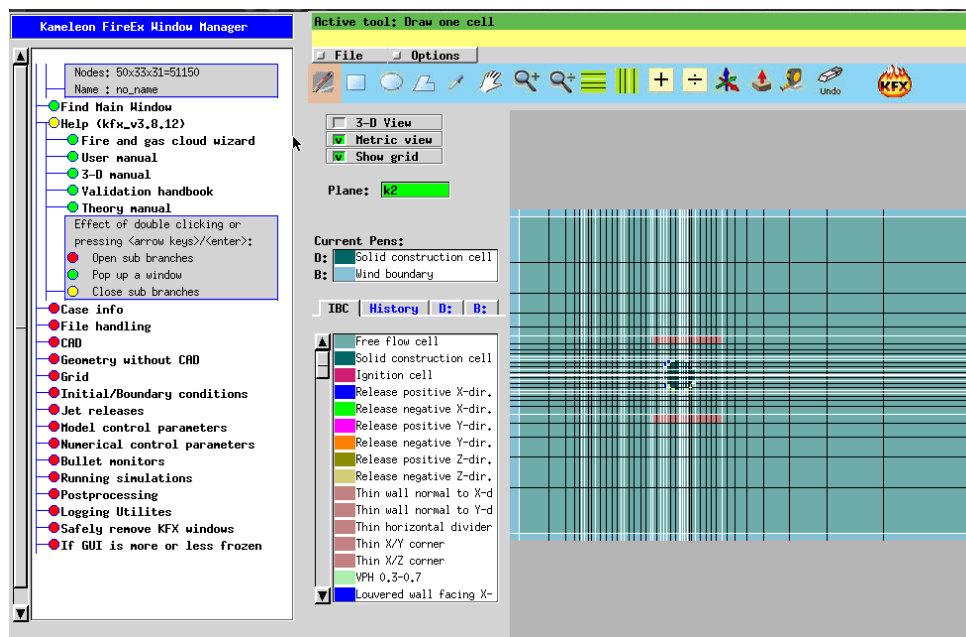 Kameleon FireEx Window Manager
Nodes: 50x33x31=51150
Name : no_name
Find Main Window
Help (kfx_v3.8.12)
Fire and gas cloud wizard
User manual
3-D manual
Validation handbook
Theory manual
Effect of double clicking or
pressing <arrow keys>/<enter>:
Open sub branches
Pop up a window
Close sub branches
Case info
File handling
CAD
Geometry without CAD
Grid
Initial/Boundary conditions
Jet releases
Model control parameters
Numerical control parameters
Bullet monitors
Running simulations
Postprocessing
Logging Utilites
Safely remove KFX windows
If GUI is more or less frozen
Active tool: Draw one cell
File Options
Undo
KFX
3-D View
Metric view
Show grid
Plane: k2
Current Pens:
D: Solid construction cell
B: Wind boundary
IBC History D: B:
Free flow cell
Solid construction cell
Ignition cell
Release positive X-dir.
Release negative X-dir.
Release positive Y-dir.
Release negative Y-dir.
Release positive Z-dir.
Release negative Z-dir.
Thin wall normal to X-d
Thin wall normal to Y-d
Thin horizontal divider
Thin X/Y corner
Thin X/Z corner
VPH 0.3-0.7
Louvered wall facing X-